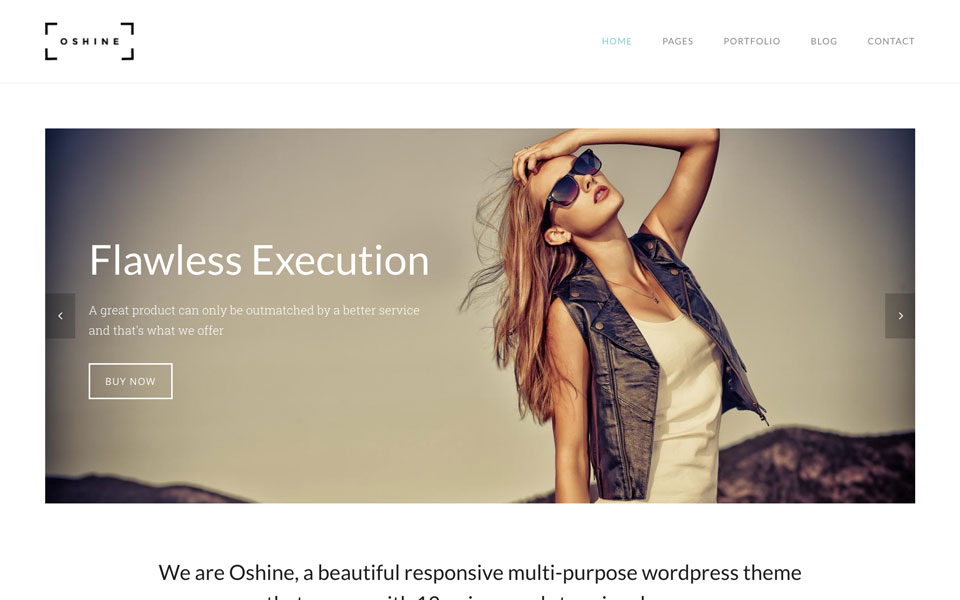 OSHINE
HOME PAGES PORTFOLIO BLOG CONTACT
Flawless Execution
A great product can only be outmatched by a better service
and that's what we offer
BUY NOW
We are Oshine, a beautiful responsive multi-purpose wordpress theme